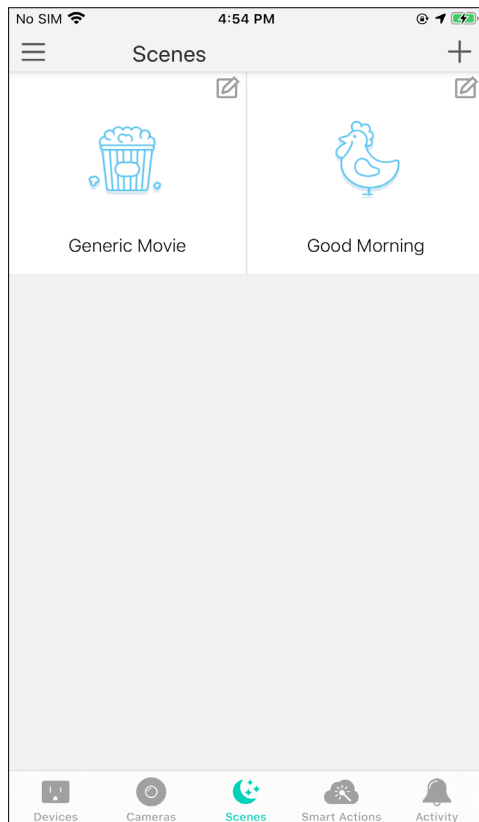 No SIM 4:54 PM
Scenes
Generic Movie Good Morning
Devices Cameras Scenes Smart Actions Activity